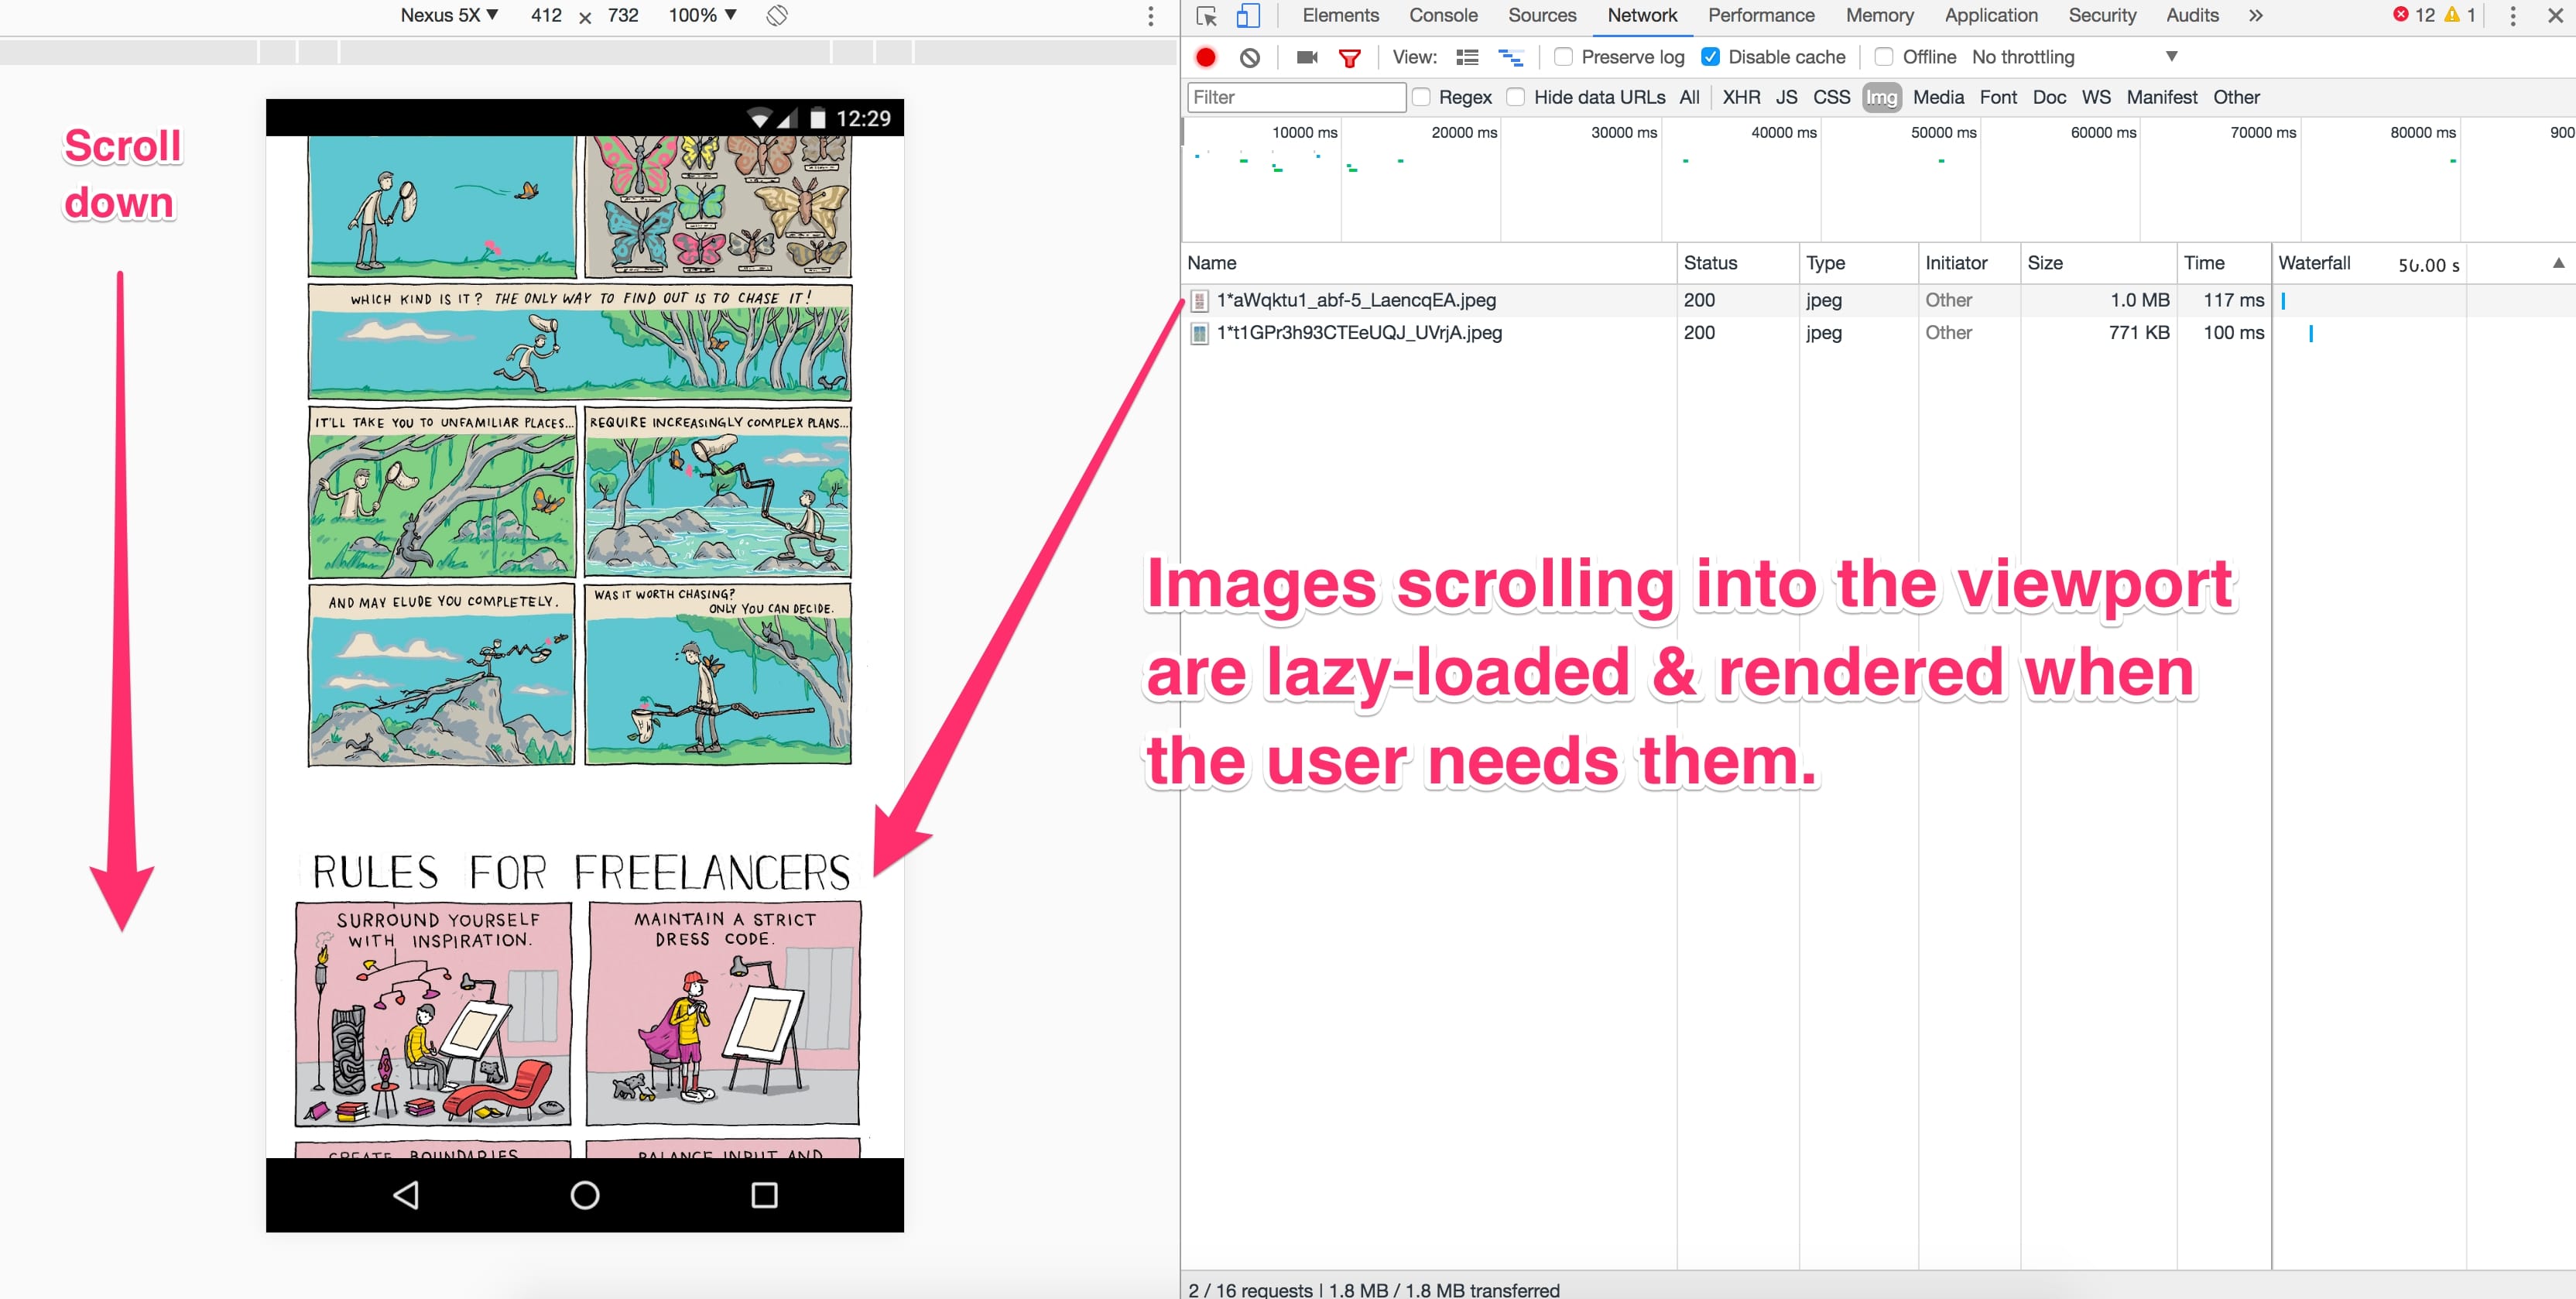 Nexus 5X ▼ 412 × 732 100% ▼
Elements Console Sources Network Performance Memory Application Security Audits » 12 1
View: Preserve log Disable cache Offline No throttling ▼
Filter Regex Hide data URLs All XHR JS CSS Img Media Font Doc WS Manifest Other
10000 ms 20000 ms 30000 ms 40000 ms 50000 ms 60000 ms 70000 ms 80000 ms 900
Name Status Type Initiator Size Time Waterfall
1*aWqktu1_abf-5_LaencqEA.jpeg 200 jpeg Other 1.0 MB 117 ms
1*t1GPr3h93CTEeUQJ_UVrjA.jpeg 200 jpeg Other 771 KB 100 ms
Scroll
down
12:29
WHICH KIND IS IT? THE ONLY WAY TO FIND OUT IS TO CHASE IT!
IT'LL TAKE YOU TO UNFAMILIAR PLACES...
REQUIRE INCREASINGLY COMPLEX PLANS...
AND MAY ELUDE YOU COMPLETELY.
WAS IT WORTH CHASING?
ONLY YOU CAN DECIDE.
RULES FOR FREELANCERS
SURROUND YOURSELF
WITH INSPIRATION.
MAINTAIN A STRICT
DRESS CODE.
CREATE BOUNDARIES
BALANCE INPUT AND
Images scrolling into the viewport
are lazy-loaded & rendered when
the user needs them.
2 / 16 requests | 1.8 MB / 1.8 MB transferred